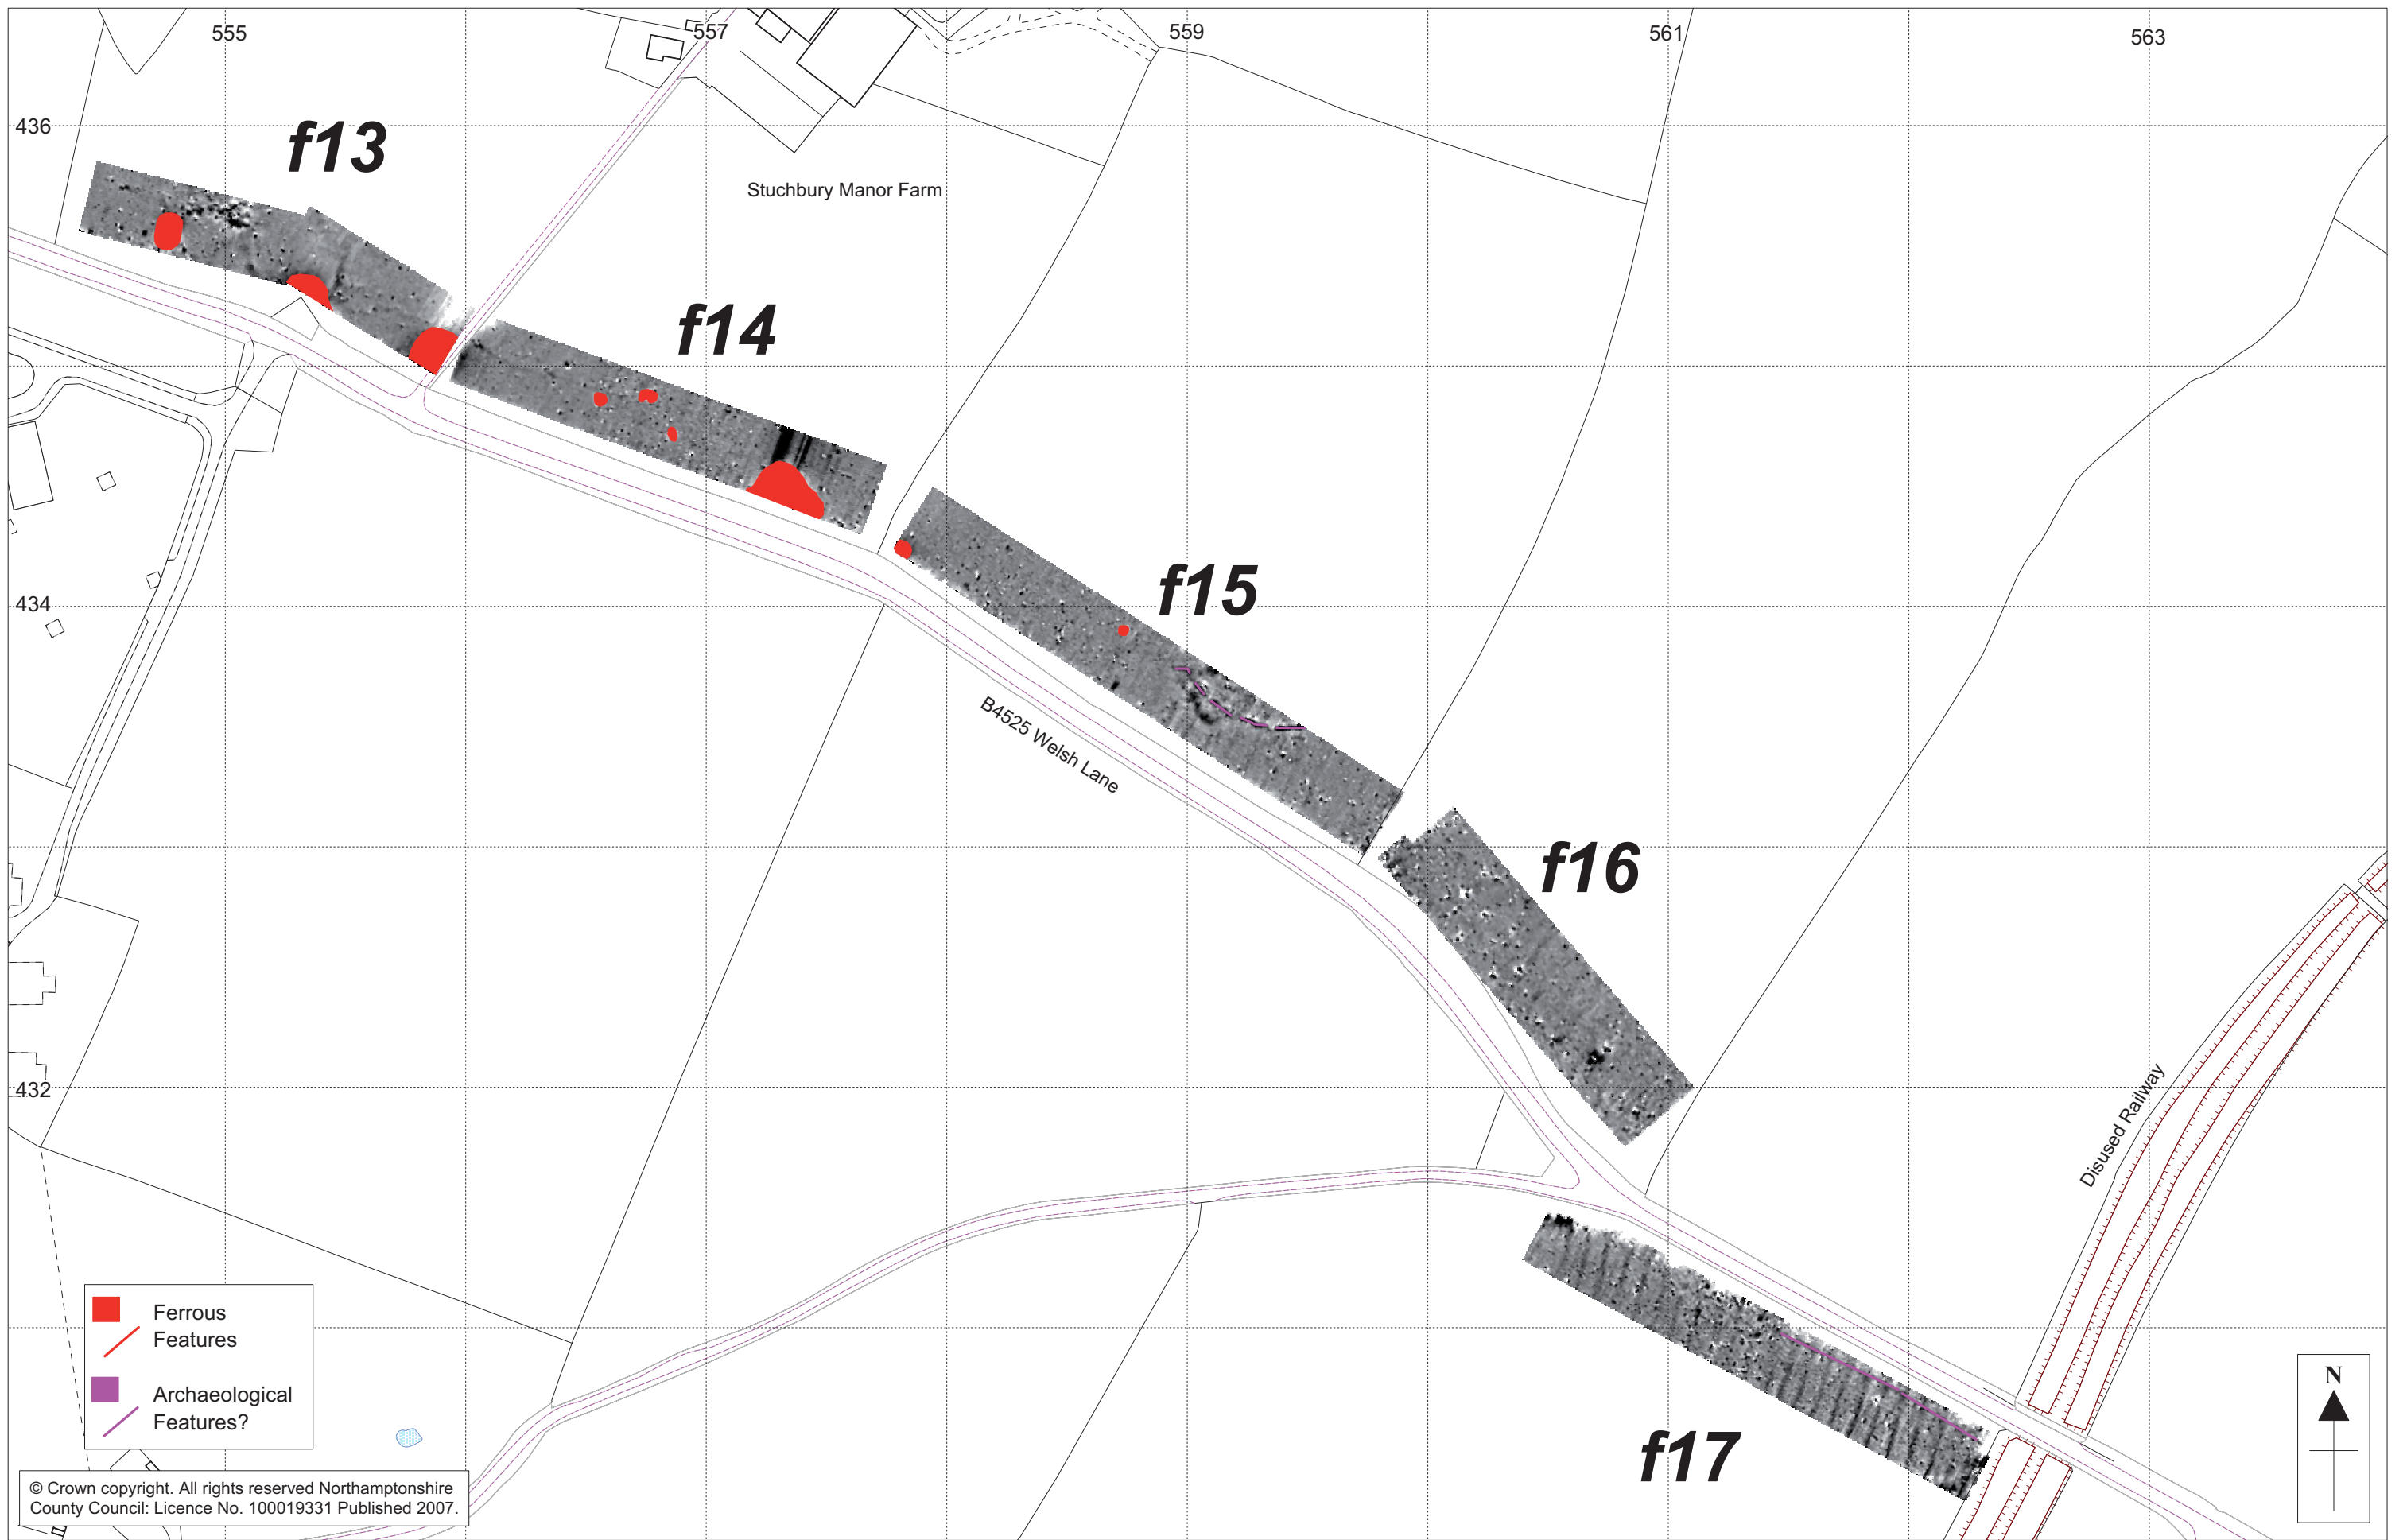 555
557
559
561
563
436
f13
Stuchbury Manor Farm
f14
434
f15
B4525 Welsh Lane
f16
432
Disused Railway
f17
Ferrous
Features
Archaeological
Features?
N
© Crown copyright. All rights reserved Northamptonshire
County Council: Licence No. 100019331 Published 2007.